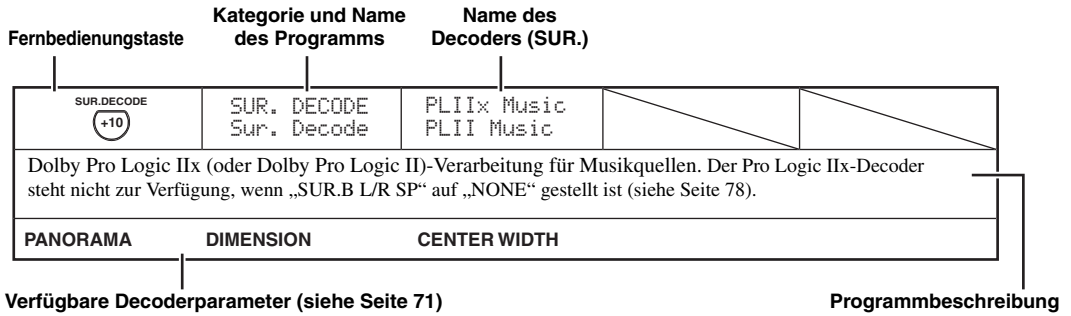 Kategorie und Name des Programms
Name des Decoders (SUR.)
Fernbedienungstaste
SUR.DECODE
+10
SUR. DECODE
Sur. Decode
PLIIx Music
PLII Music
Dolby Pro Logic IIx (oder Dolby Pro Logic II)-Verarbeitung für Musikquellen. Der Pro Logic IIx-Decoder
steht nicht zur Verfügung, wenn „SUR.B L/R SP“ auf „NONE“ gestellt ist (siehe Seite 78).
PANORAMA DIMENSION CENTER WIDTH
Verfügbare Decoderparameter (siehe Seite 71)
Programmbeschreibung